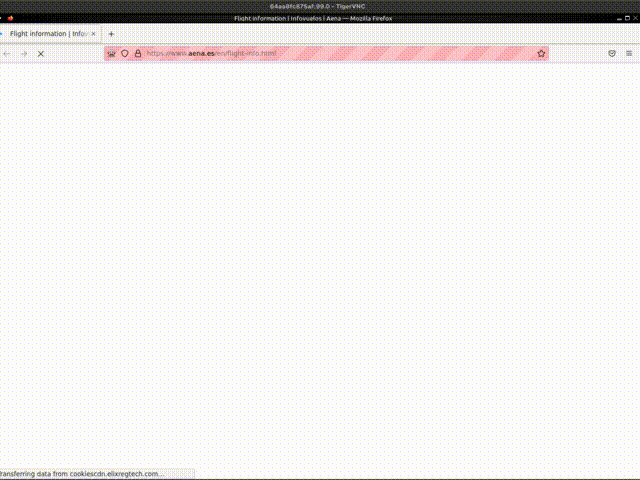 64aa8fc875af:99.0 - TigerVNC
Flight information | Infovuelos | Aena — Mozilla Firefox
Flight information | Infov
https://www.aena.es/en/flight-info.html
Transferring data from cookiescdn.elixregtech.com…